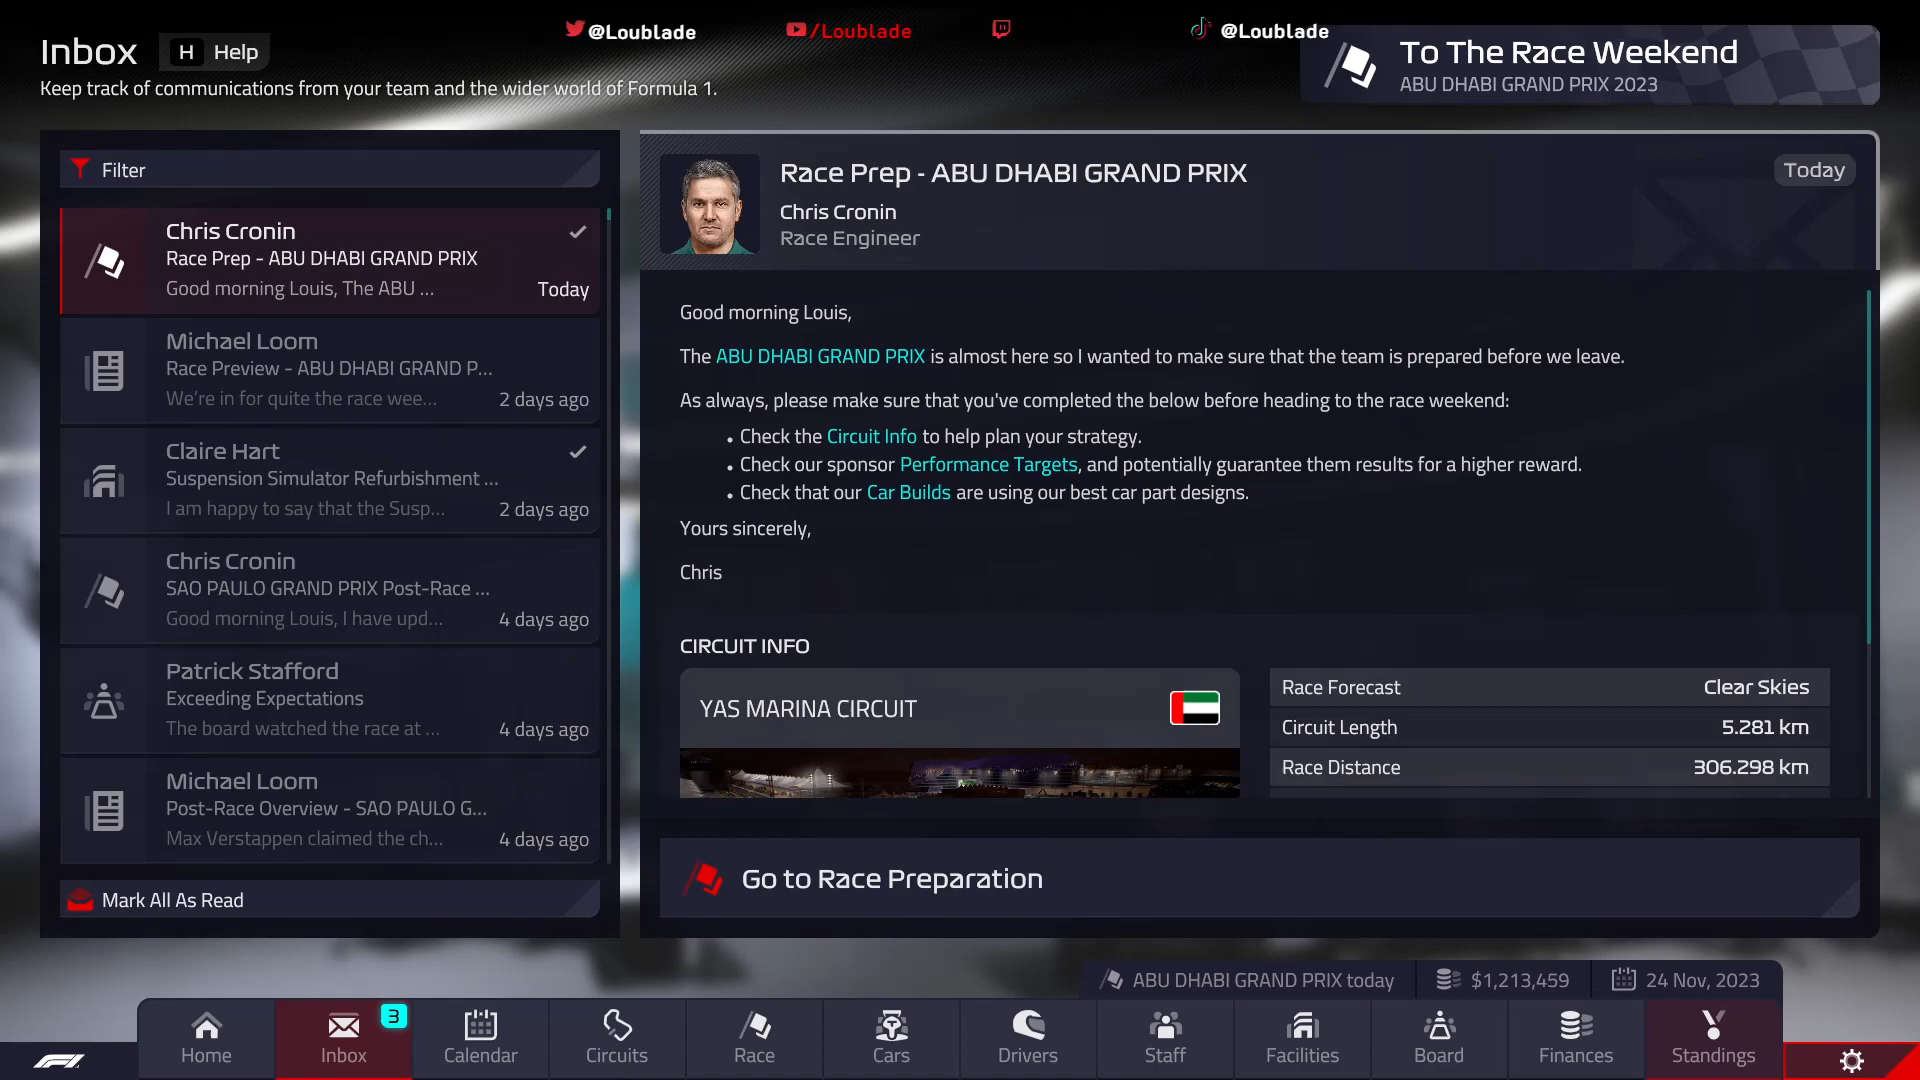 @Loublade
/Loublade
@Loublade
Inbox
H Help
Keep track of communications from your team and the wider world of Formula 1.
To The Race Weekend
ABU DHABI GRAND PRIX 2023
Filter
Chris Cronin
Race Prep - ABU DHABI GRAND PRIX
Good morning Louis, The ABU ...
Today
Michael Loom
Race Preview - ABU DHABI GRAND P...
We're in for quite the race wee...
2 days ago
Claire Hart
Suspension Simulator Refurbishment ...
I am happy to say that the Susp...
2 days ago
Chris Cronin
SAO PAULO GRAND PRIX Post-Race ...
Good morning Louis, I have upd...
4 days ago
Patrick Stafford
Exceeding Expectations
The board watched the race at ...
4 days ago
Michael Loom
Post-Race Overview - SAO PAULO G...
Max Verstappen claimed the ch...
4 days ago
Mark All As Read
Race Prep - ABU DHABI GRAND PRIX
Today
Chris Cronin
Race Engineer
Good morning Louis,
The ABU DHABI GRAND PRIX is almost here so I wanted to make sure that the team is prepared before we leave.
As always, please make sure that you've completed the below before heading to the race weekend:
• Check the Circuit Info to help plan your strategy.
• Check our sponsor Performance Targets, and potentially guarantee them results for a higher reward.
• Check that our Car Builds are using our best car part designs.
Yours sincerely,
Chris
CIRCUIT INFO
YAS MARINA CIRCUIT
Race Forecast Clear Skies
Circuit Length 5.281 km
Race Distance 306.298 km
Go to Race Preparation
ABU DHABI GRAND PRIX today
$1,213,459
24 Nov, 2023
Home
Inbox
3
Calendar
Circuits
Race
Cars
Drivers
Staff
Facilities
Board
Finances
Standings